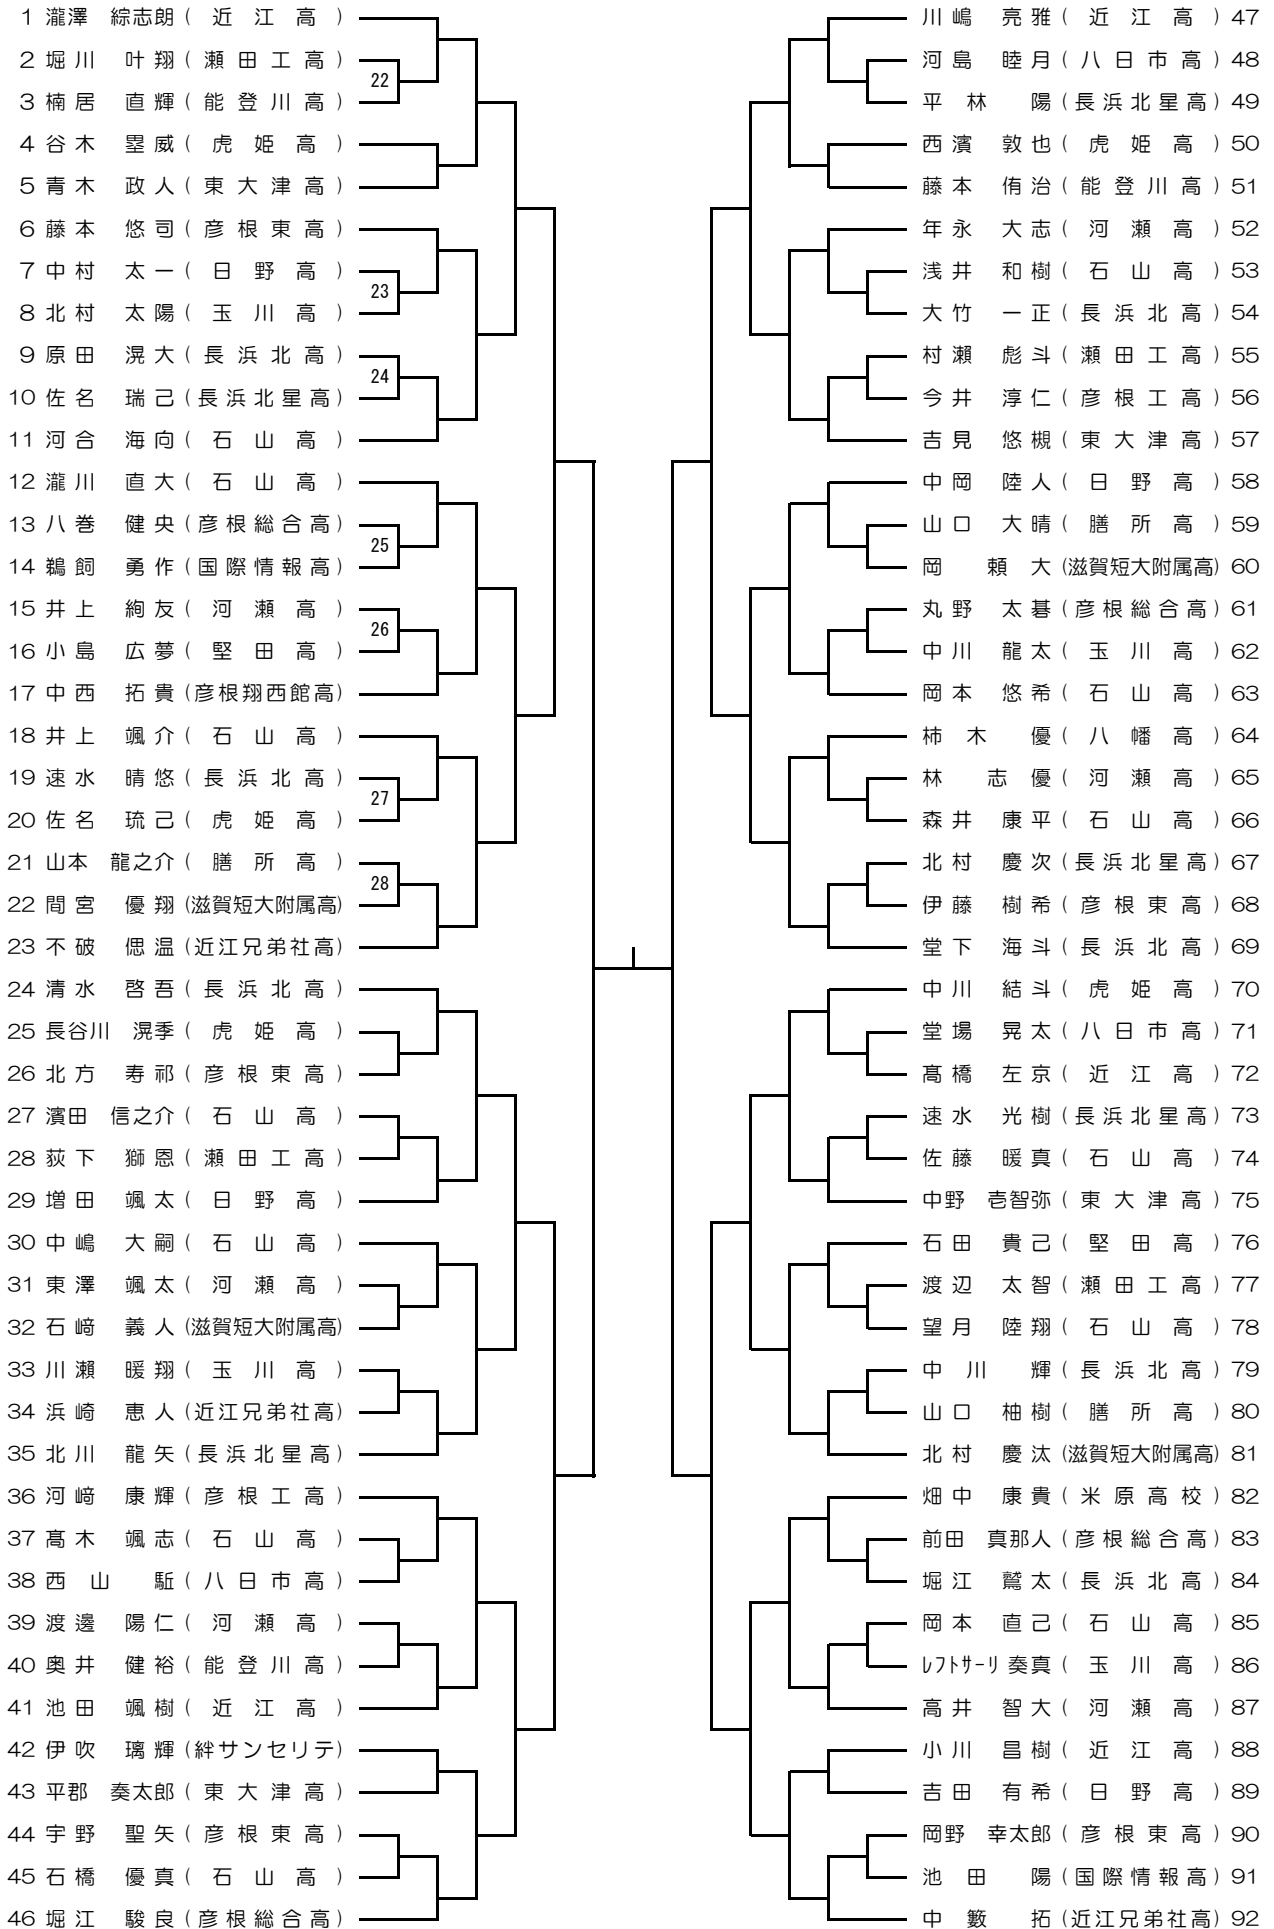 1 瀧澤 綜志朗 ( 近 江 高 )
2 堀川 叶翔 ( 瀬 田 工 高 )
22
3 楠居 直輝 ( 能 登 川 高 )
4 谷木 塁威 ( 虎 姫 高 )
5 青木 政人 ( 東 大 津 高 )
6 藤本 悠司 ( 彦 根 東 高 )
7 中村 太一 ( 日 野 高 )
23
8 北村 太陽 ( 玉 川 高 )
9 原田 滉大 ( 長 浜 北 高 )
24
10 佐名 瑞己 (長浜北星高)
11 河合 海向 ( 石 山 高 )
12 瀧川 直大 ( 石 山 高 )
13 八巻 健央 (彦根総合高)
25
14 鵜飼 勇作 (国際情報高)
15 井上 絢友 ( 河 瀬 高 )
26
16 小島 広夢 ( 堅 田 高 )
17 中西 拓貴 (彦根翔西館高)
18 井上 颯介 ( 石 山 高 )
19 速水 晴悠 ( 長 浜 北 高 )
27
20 佐名 琉己 ( 虎 姫 高 )
21 山本 龍之介 ( 膳 所 高 )
28
22 間宮 優翔 (滋賀短大附属高)
23 不破 偲温 (近江兄弟社高)
24 清水 啓吾 ( 長 浜 北 高 )
25 長谷川 滉季 ( 虎 姫 高 )
26 北方 寿祁 ( 彦 根 東 高 )
27 濱田 信之介 ( 石 山 高 )
28 荻下 獅恩 ( 瀬 田 工 高 )
29 増田 颯太 ( 日 野 高 )
30 中嶋 大嗣 ( 石 山 高 )
31 東澤 颯太 ( 河 瀬 高 )
32 石﨑 義人 (滋賀短大附属高)
33 川瀬 暖翔 ( 玉 川 高 )
34 浜崎 恵人 (近江兄弟社高)
35 北川 龍矢 (長浜北星高)
36 河﨑 康輝 ( 彦 根 工 高 )
37 髙木 颯志 ( 石 山 高 )
38 西山 駈 ( 八 日 市 高 )
39 渡邊 陽仁 ( 河 瀬 高 )
40 奥井 健裕 ( 能 登 川 高 )
41 池田 颯樹 ( 近 江 高 )
42 伊吹 璃輝 (絆サンセリテ)
43 平郡 奏太郎 ( 東 大 津 高 )
44 宇野 聖矢 ( 彦 根 東 高 )
45 石橋 優真 ( 石 山 高 )
46 堀江 駿良 (彦根総合高)
川嶋 亮雅 ( 近 江 高 ) 47
河島 睦月 ( 八 日 市 高 ) 48
平林 陽 (長浜北星高) 49
西濱 敦也 ( 虎 姫 高 ) 50
藤本 侑治 ( 能 登 川 高 ) 51
年永 大志 ( 河 瀬 高 ) 52
浅井 和樹 ( 石 山 高 ) 53
大竹 一正 ( 長 浜 北 高 ) 54
村瀬 彪斗 ( 瀬 田 工 高 ) 55
今井 淳仁 ( 彦 根 工 高 ) 56
吉見 悠槻 ( 東 大 津 高 ) 57
中岡 陸人 ( 日 野 高 ) 58
山口 大晴 ( 膳 所 高 ) 59
岡 頼大 (滋賀短大附属高) 60
丸野 太碁 (彦根総合高) 61
中川 龍太 ( 玉 川 高 ) 62
岡本 悠希 ( 石 山 高 ) 63
柿木 優 ( 八 幡 高 ) 64
林 志優 ( 河 瀬 高 ) 65
森井 康平 ( 石 山 高 ) 66
北村 慶次 (長浜北星高) 67
伊藤 樹希 ( 彦 根 東 高 ) 68
堂下 海斗 ( 長 浜 北 高 ) 69
中川 結斗 ( 虎 姫 高 ) 70
堂場 晃太 ( 八 日 市 高 ) 71
髙橋 左京 ( 近 江 高 ) 72
速水 光樹 (長浜北星高) 73
佐藤 暖真 ( 石 山 高 ) 74
中野 壱智弥 ( 東 大 津 高 ) 75
石田 貴己 ( 堅 田 高 ) 76
渡辺 太智 ( 瀬 田 工 高 ) 77
望月 陸翔 ( 石 山 高 ) 78
中川 輝 ( 長 浜 北 高 ) 79
山口 柚樹 ( 膳 所 高 ) 80
北村 慶汰 (滋賀短大附属高) 81
畑中 康貴 ( 米 原 高 校 ) 82
前田 真那人 (彦根総合高) 83
堀江 鷲太 ( 長 浜 北 高 ) 84
岡本 直己 ( 石 山 高 ) 85
ﾚﾌﾄｻｰﾘ 奏真 ( 玉 川 高 ) 86
高井 智大 ( 河 瀬 高 ) 87
小川 昌樹 ( 近 江 高 ) 88
吉田 有希 ( 日 野 高 ) 89
岡野 幸太郎 ( 彦 根 東 高 ) 90
池田 陽 (国際情報高) 91
中籔 拓 (近江兄弟社高) 92